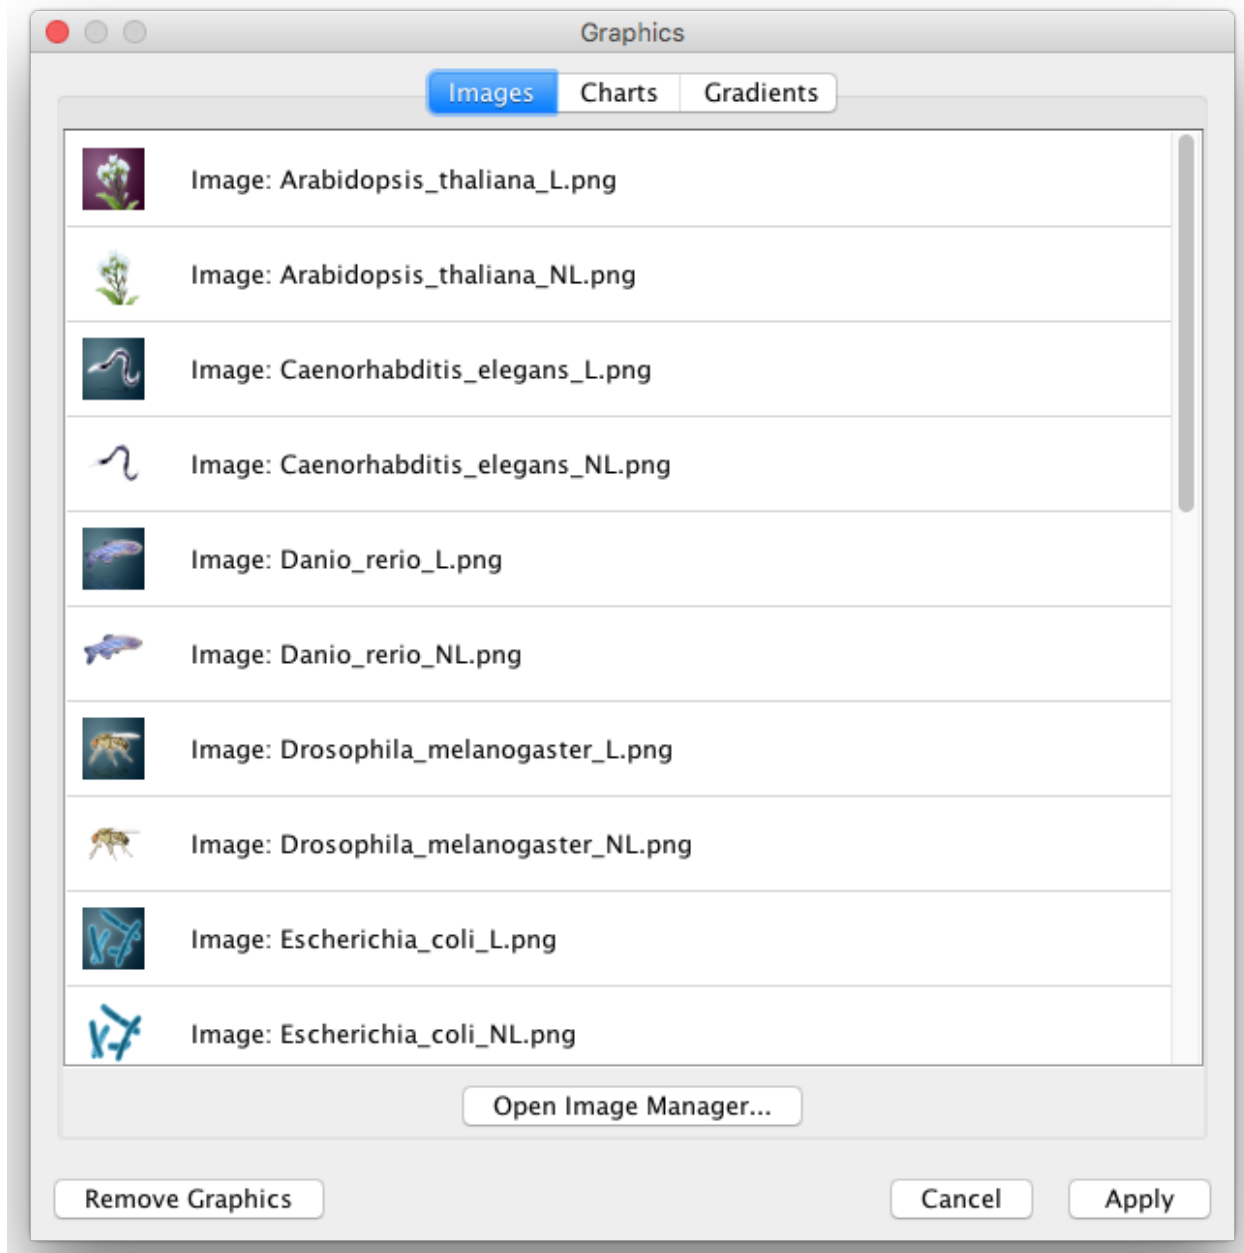 Graphics
Images Charts Gradients
Image: Arabidopsis_thaliana_L.png
Image: Arabidopsis_thaliana_NL.png
Image: Caenorhabditis_elegans_L.png
Image: Caenorhabditis_elegans_NL.png
Image: Danio_rerio_L.png
Image: Danio_rerio_NL.png
Image: Drosophila_melanogaster_L.png
Image: Drosophila_melanogaster_NL.png
Image: Escherichia_coli_L.png
Image: Escherichia_coli_NL.png
Open Image Manager...
Remove Graphics Cancel Apply